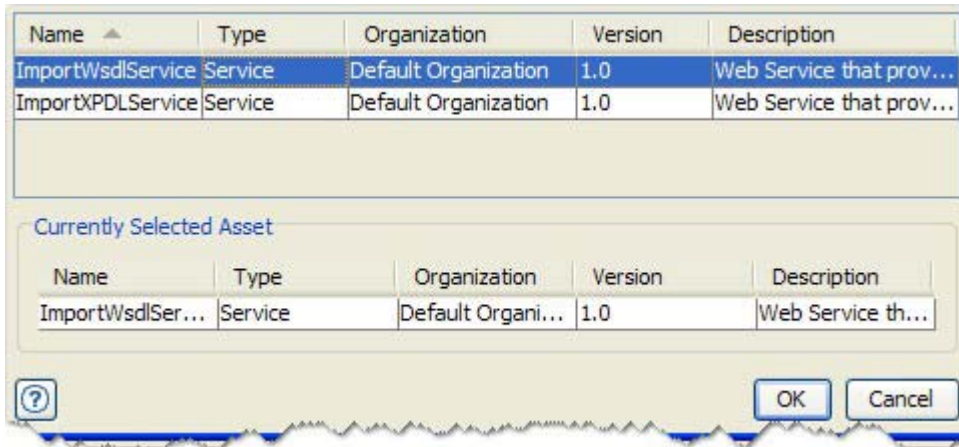 Name Type Organization Version Description
ImportWsdlService Service Default Organization 1.0 Web Service that prov...
ImportXPDLService Service Default Organization 1.0 Web Service that prov...
Currently Selected Asset
Name Type Organization Version Description
ImportWsdlSer... Service Default Organi... 1.0 Web Service th...
? OK Cancel